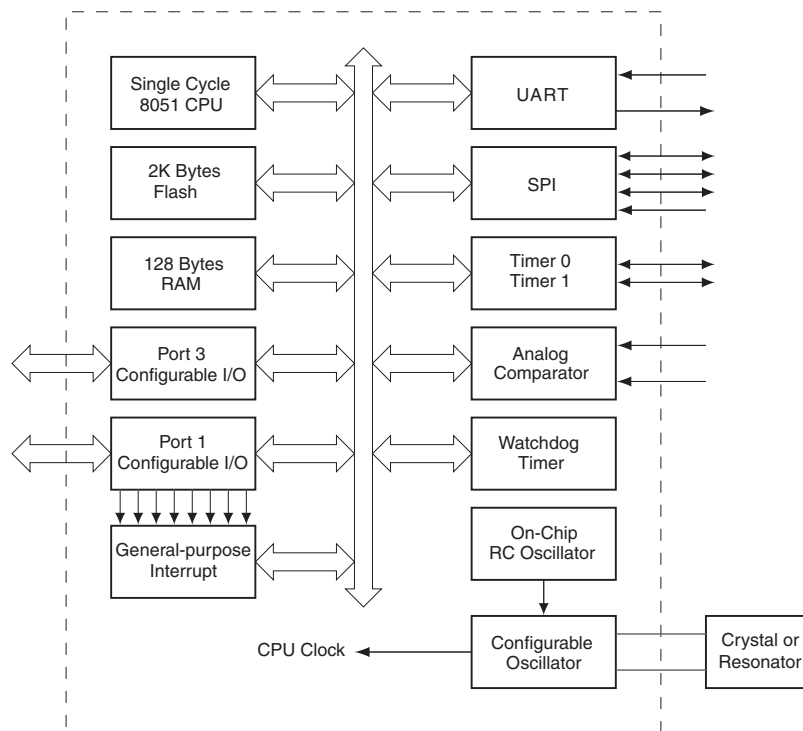 Single Cycle
8051 CPU
UART
2K Bytes
Flash
SPI
128 Bytes
RAM
Timer 0
Timer 1
Port 3
Configurable I/O
Analog
Comparator
Port 1
Configurable I/O
Watchdog
Timer
General-purpose
Interrupt
On-Chip
RC Oscillator
CPU Clock
Configurable
Oscillator
Crystal or
Resonator